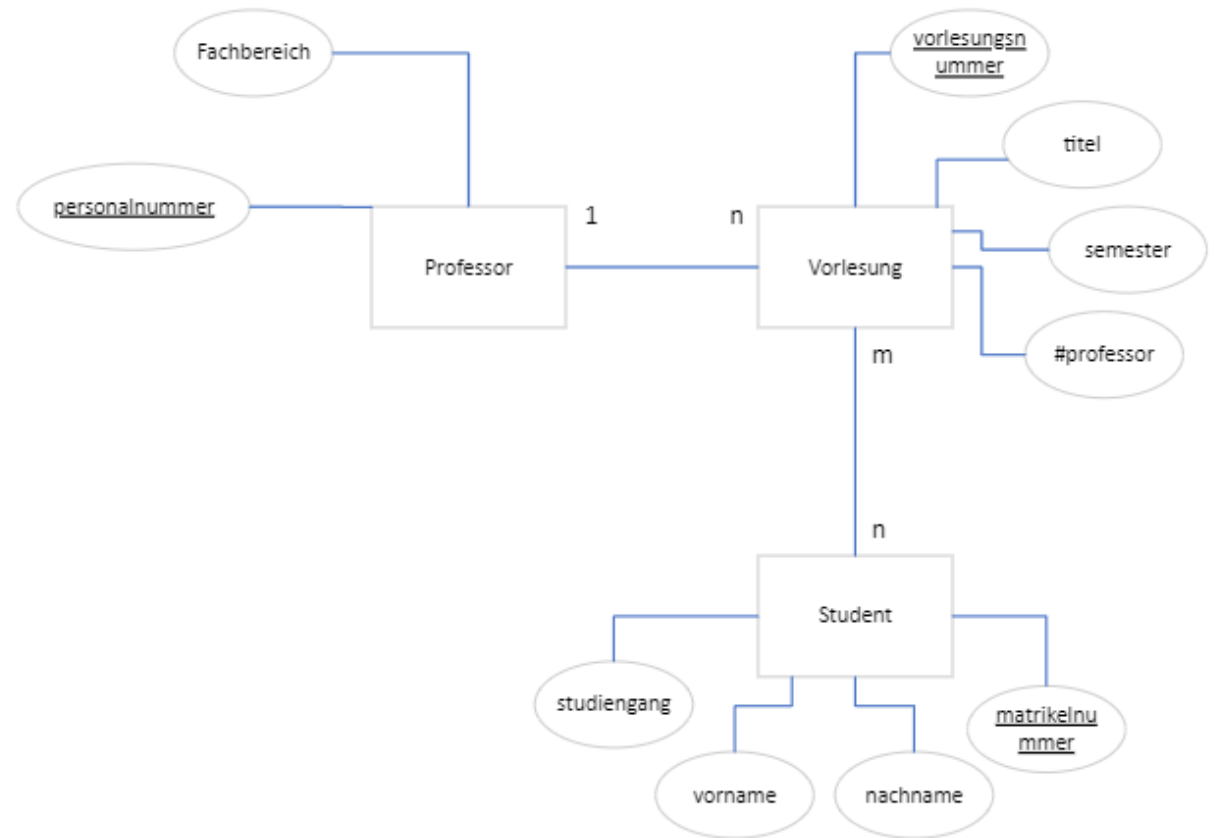 Fachbereich
vorlesungsn
ummer
titel
personalnummer
1
n
Professor
Vorlesung
semester
#professor
m
n
Student
studiengang
matrikelnu
mmer
vorname
nachname